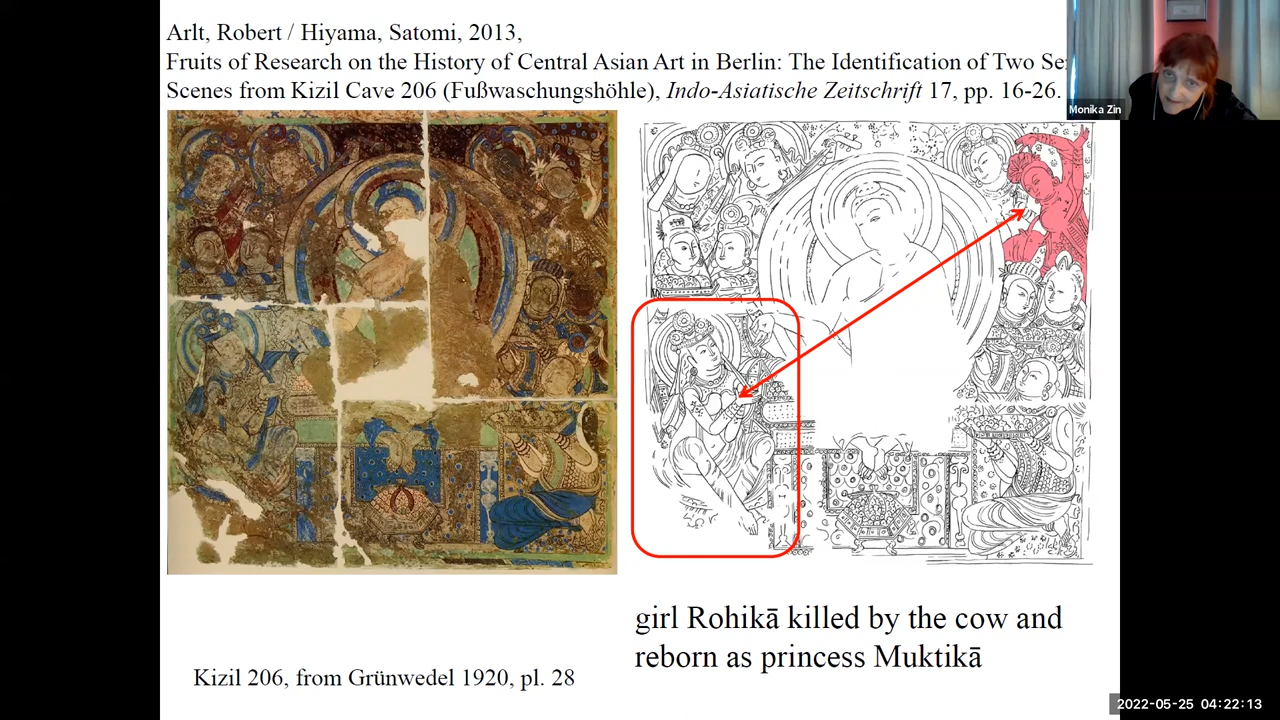 Arlt, Robert / Hiyama, Satomi, 2013,
Fruits of Research on the History of Central Asian Art in Berlin: The Identification of Two
Scenes from Kizil Cave 206 (Fußwaschungshöhle), Indo-Asiatische Zeitschrift 17, pp. 16-26.
Monika Zin
girl Rohikā killed by the cow and
reborn as princess Muktikā
Kizil 206, from Grünwedel 1920, pl. 28
2022-05-25 04:22:13